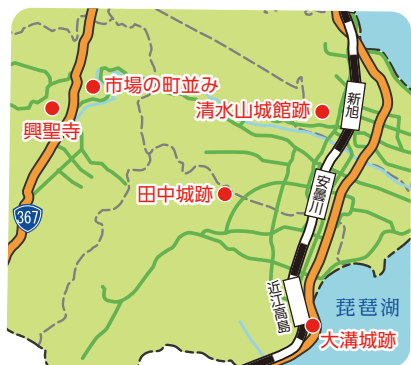 市場の町並み
興聖寺
清水山城館跡
新旭
田中城跡
安曇川
367
近江高島
琵琶湖
大溝城跡